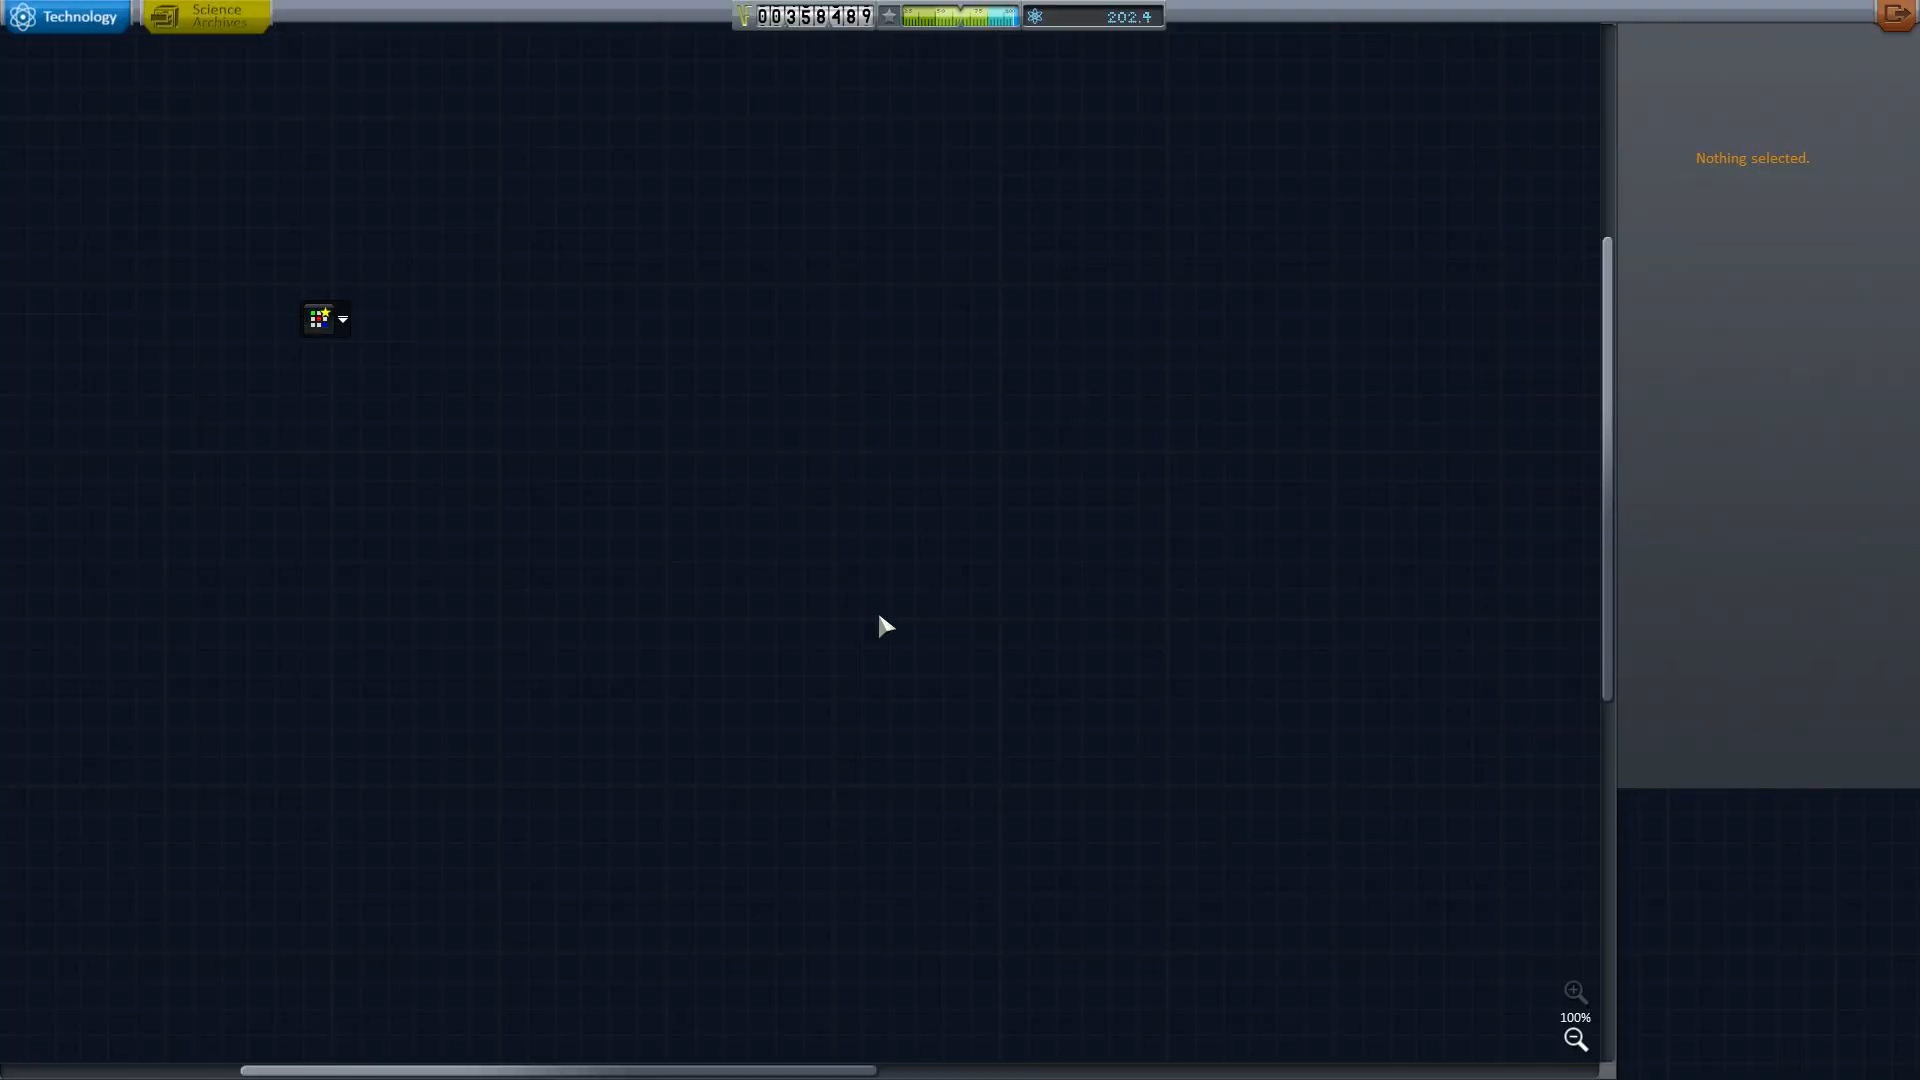 Technology
Science
Archives
00358489
202.4
Nothing selected.
100%